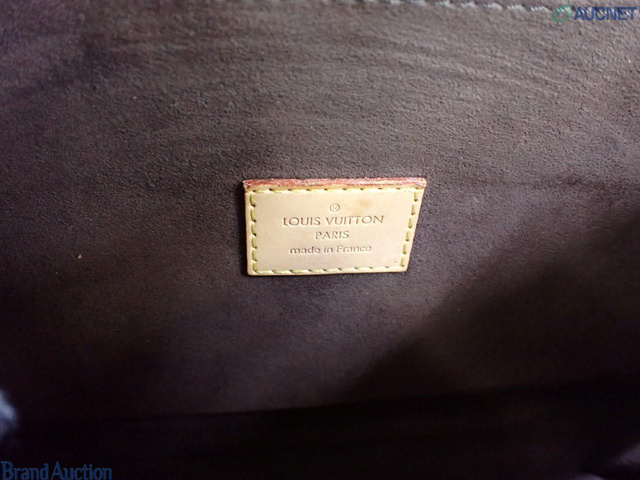 AUCNET
®
LOUIS VUITTON
PARIS
made in France
Brand Auction